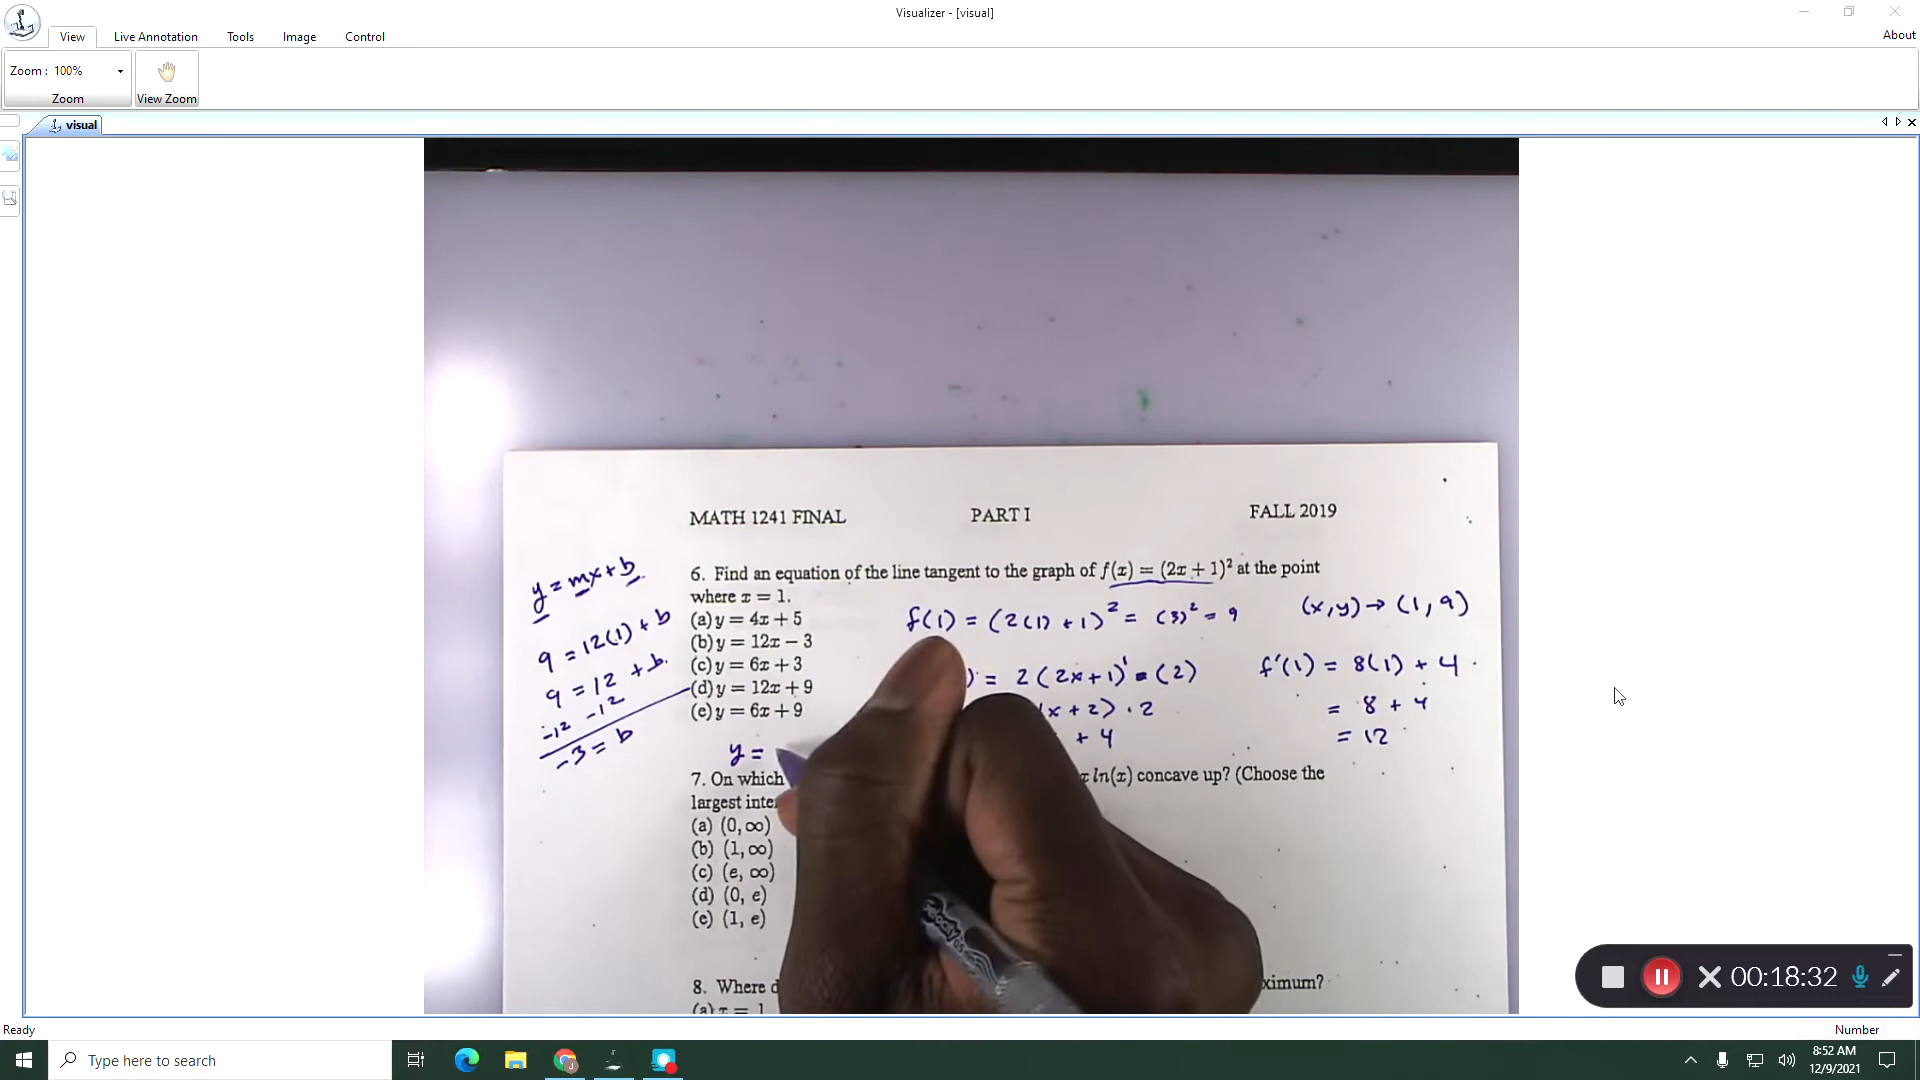 Visualizer - [visual]
View Live Annotation Tools Image Control About
Zoom : 100%
Zoom View Zoom
visual
MATH 1241 FINAL PART I FALL 2019
6. Find an equation of the line tangent to the graph of f(x) = (2x + 1)² at the point
where x = 1.
(a) y = 4x + 5
(b) y = 12x − 3
(c) y = 6x + 3
(d) y = 12x + 9
(e) y = 6x + 9
y = mx + b
9 = 12(1) + b
9 = 12 + b
-12 -12
-3 = b
f(1) = (2(1) + 1)² = (3)² = 9
(x,y) → (1, 9)
) = 2(2x+1)¹ • (2)
x + 2) · 2
+ 4
f'(1) = 8(1) + 4
= 8 + 4
= 12
y =
7. On which
x ln(x) concave up? (Choose the
largest inte
(a) (0, ∞)
(b) (1, ∞)
(c) (e, ∞)
(d) (0, e)
(e) (1, e)
8. Where d
ximum?
(a) x = 1
00:18:32
Ready Number
Type here to search
8:52 AM
12/9/2021